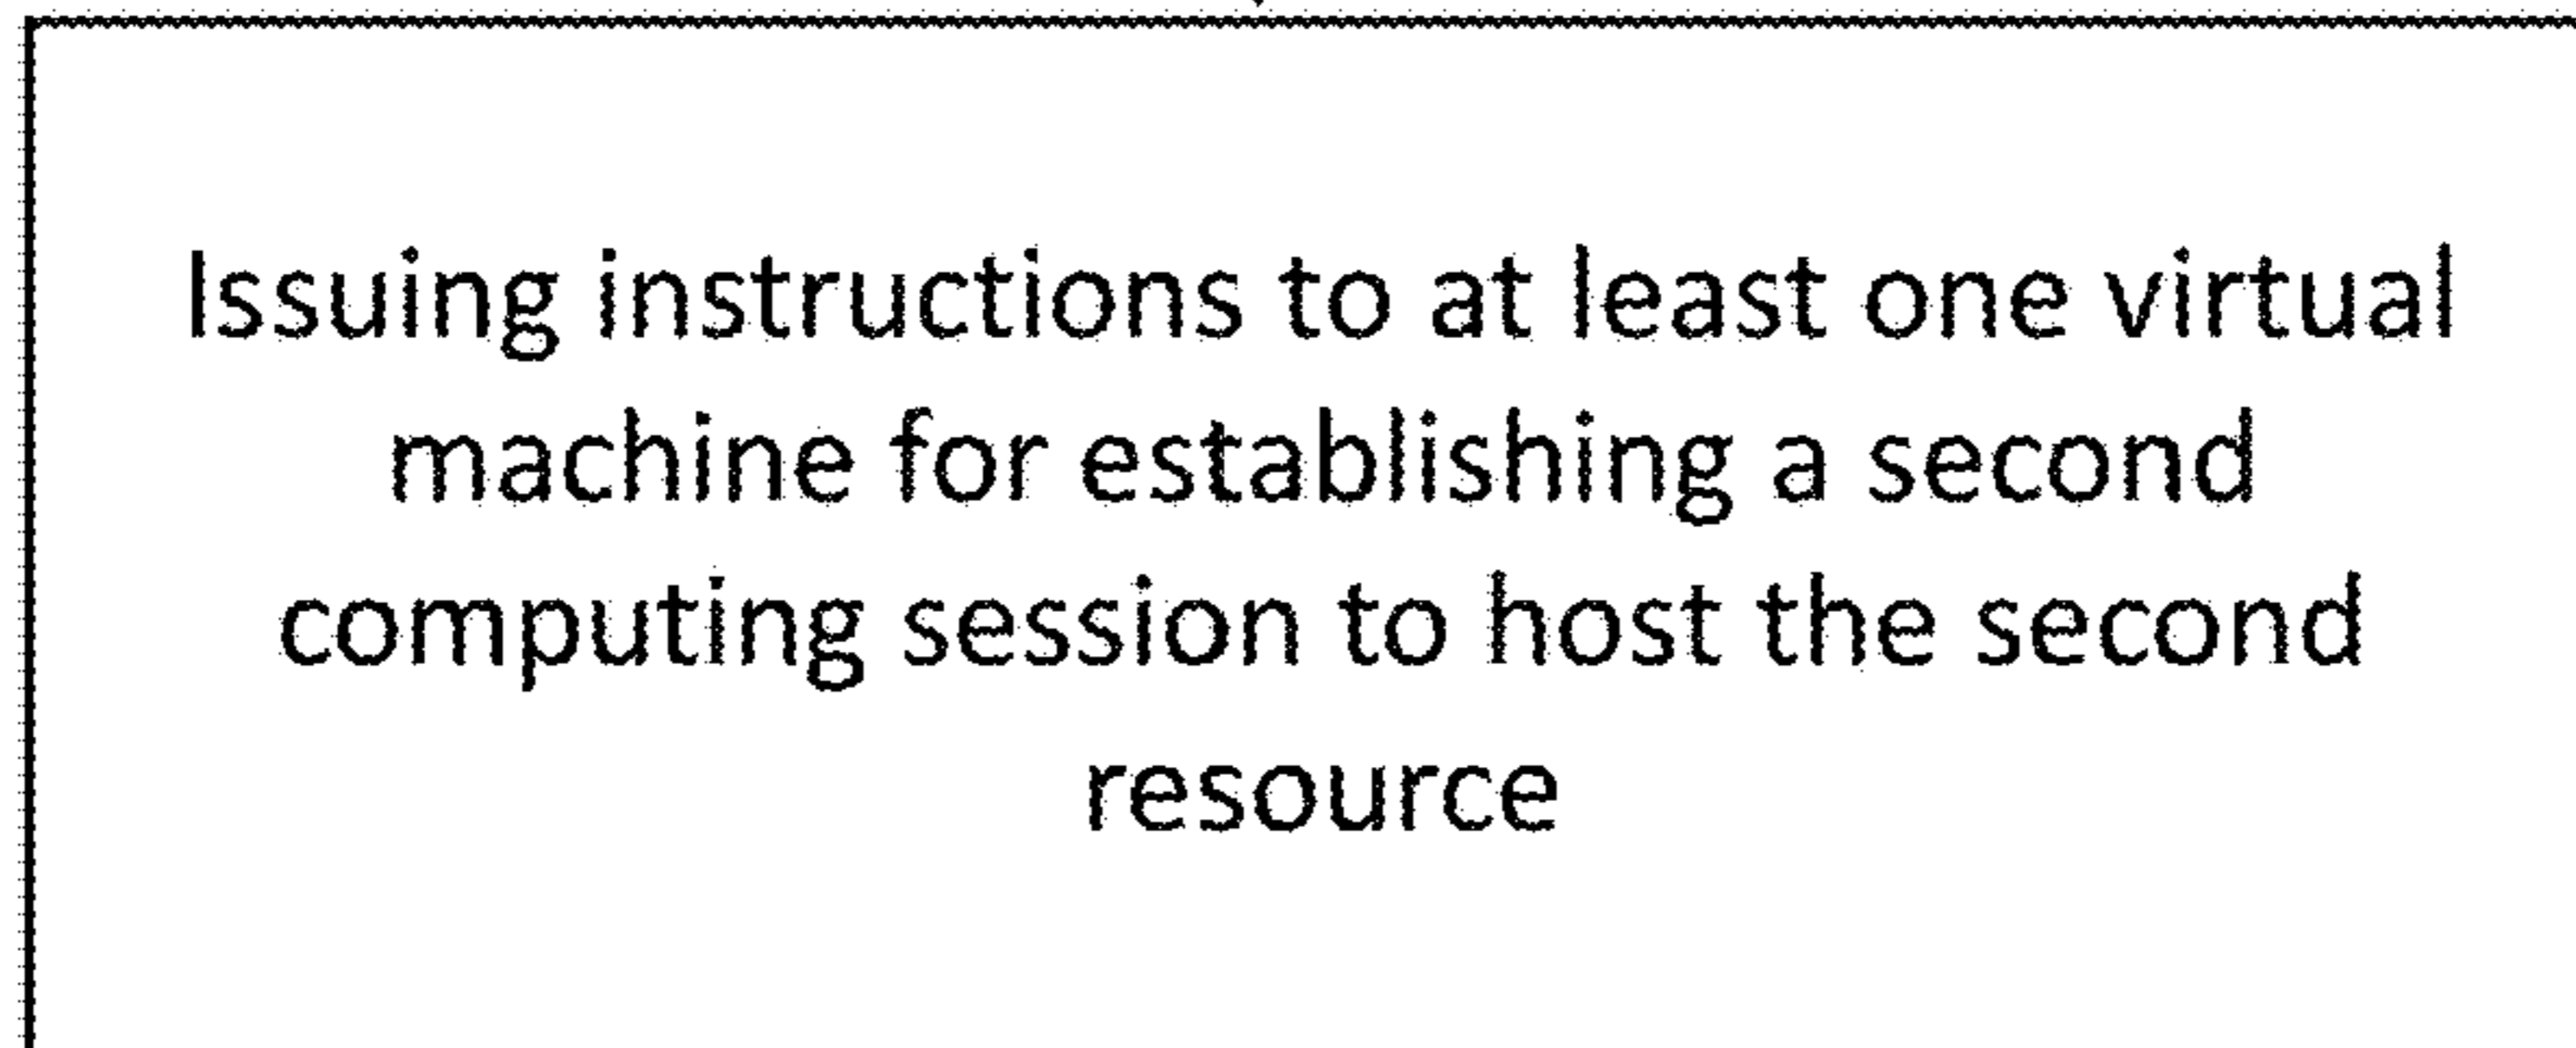 Issuing instructions to at least one virtual
machine for establishing a second
computing session to host the second
resource